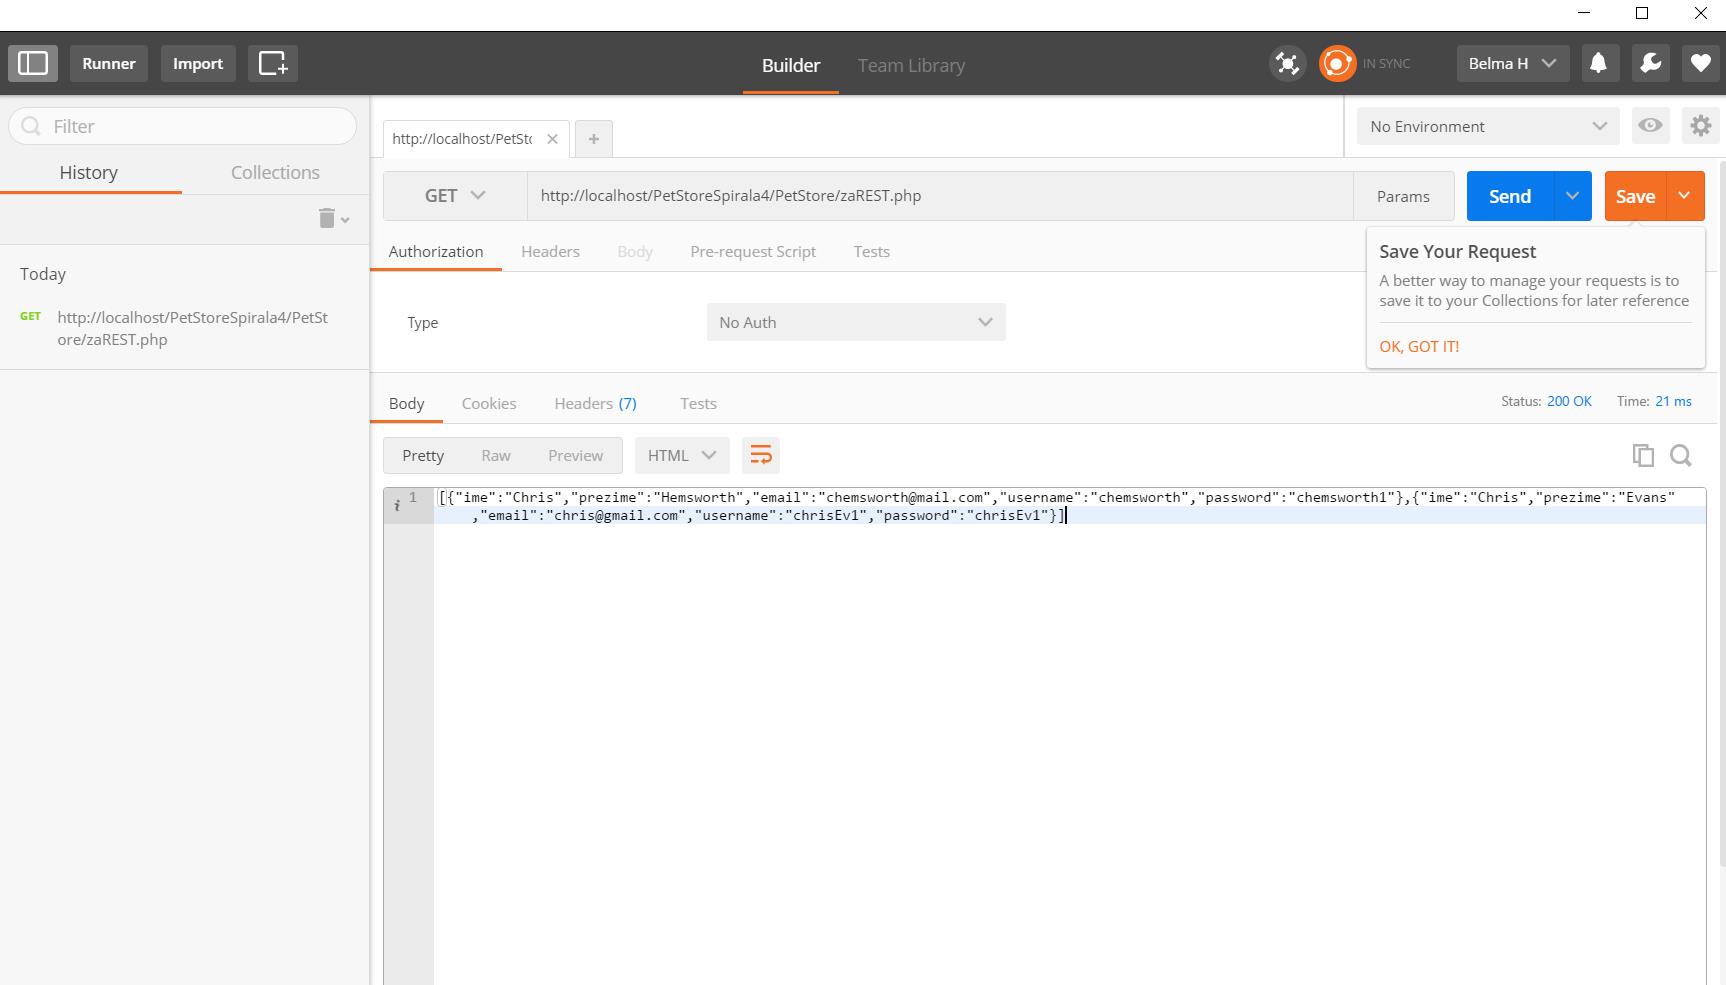 Runner
Import
Builder
Team Library
IN SYNC
Belma H
Filter
History
Collections
Today
GET
http://localhost/PetStoreSpirala4/PetSt
ore/zaREST.php
http://localhost/PetSto
No Environment
GET
http://localhost/PetStoreSpirala4/PetStore/zaREST.php
Params
Send
Save
Authorization
Headers
Body
Pre-request Script
Tests
Save Your Request
A better way to manage your requests is to
save it to your Collections for later reference
OK, GOT IT!
Type
No Auth
Body
Cookies
Headers (7)
Tests
Status: 200 OK
Time: 21 ms
Pretty
Raw
Preview
HTML
i 1
[{"ime":"Chris","prezime":"Hemsworth","email":"chemsworth@mail.com","username":"chemsworth","password":"chemsworth1"},{"ime":"Chris","prezime":"Evans"
,"email":"chris@gmail.com","username":"chrisEv1","password":"chrisEv1"}]